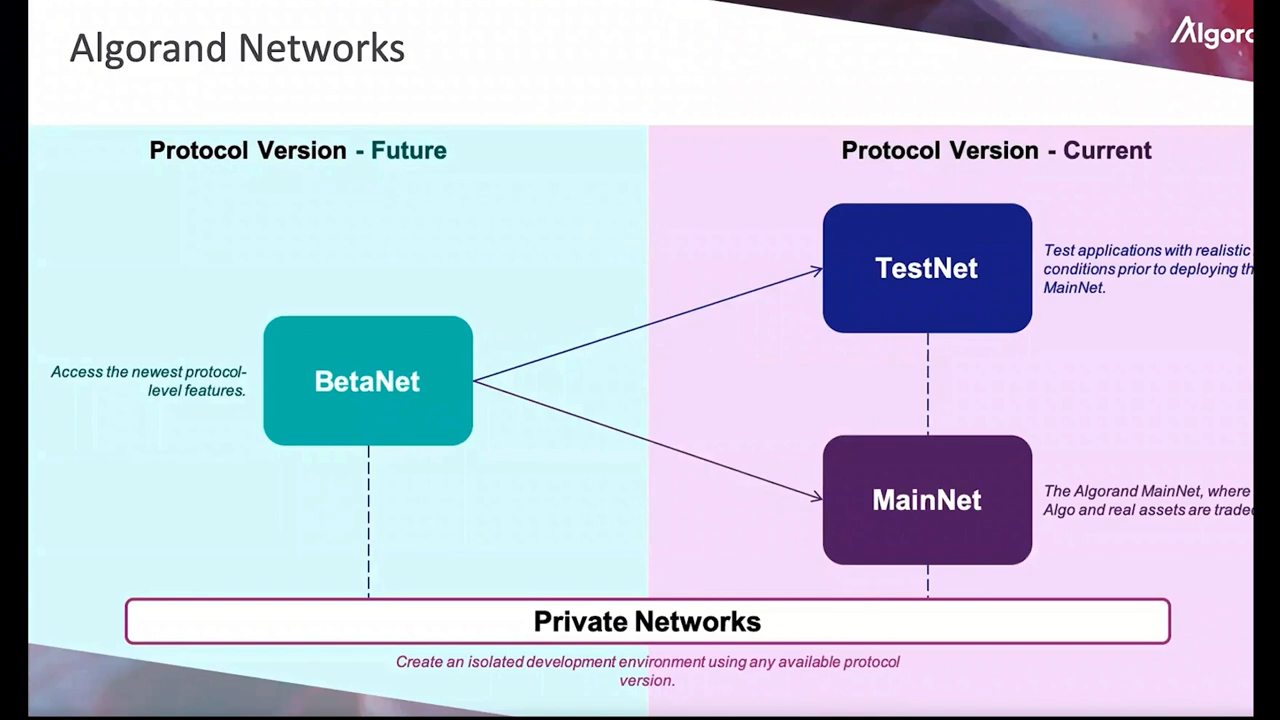 Algorand Networks
Algora
Protocol Version - Future
Protocol Version - Current
TestNet
Test applications with realistic
conditions prior to deploying th
MainNet.
BetaNet
Access the newest protocol-
level features.
MainNet
The Algorand MainNet, where
Algo and real assets are traded
Private Networks
Create an isolated development environment using any available protocol
version.